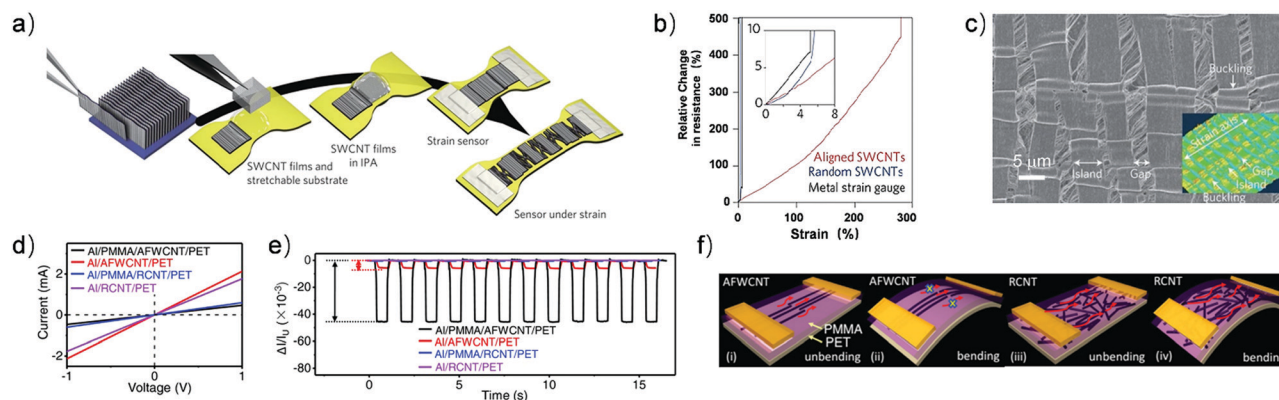 a)
SWCNT films and
stretchable substrate
SWCNT films
in IPA
Strain sensor
Sensor under strain
b)
Relative Change
in resistance (%)
500
400
300
200
100
0
0
100
200
300
Strain (%)
10
5
0
0
4
8
Aligned SWCNTs
Random SWCNTs
Metal strain gauge
c)
Buckling
5 μm
Island
Gap
Strain axis
Gap
Island
Buckling
d)
Al/PMMA/AFWCNT/PET
Al/AFWCNT/PET
Al/PMMA/RCNT/PET
Al/RCNT/PET
Current (mA)
2
0
-2
-1
0
1
Voltage (V)
e)
ΔI/I₀ (× 10⁻³)
0
-20
-40
-60
-80
Al/PMMA/AFWCNT/PET
Al/AFWCNT/PET
Al/PMMA/RCNT/PET
Al/RCNT/PET
0
5
10
15
Time (s)
f)
AFWCNT
PMMA
PET
(i)
unbending
AFWCNT
x
x
(ii)
bending
RCNT
(iii)
unbending
RCNT
(iv)
bending